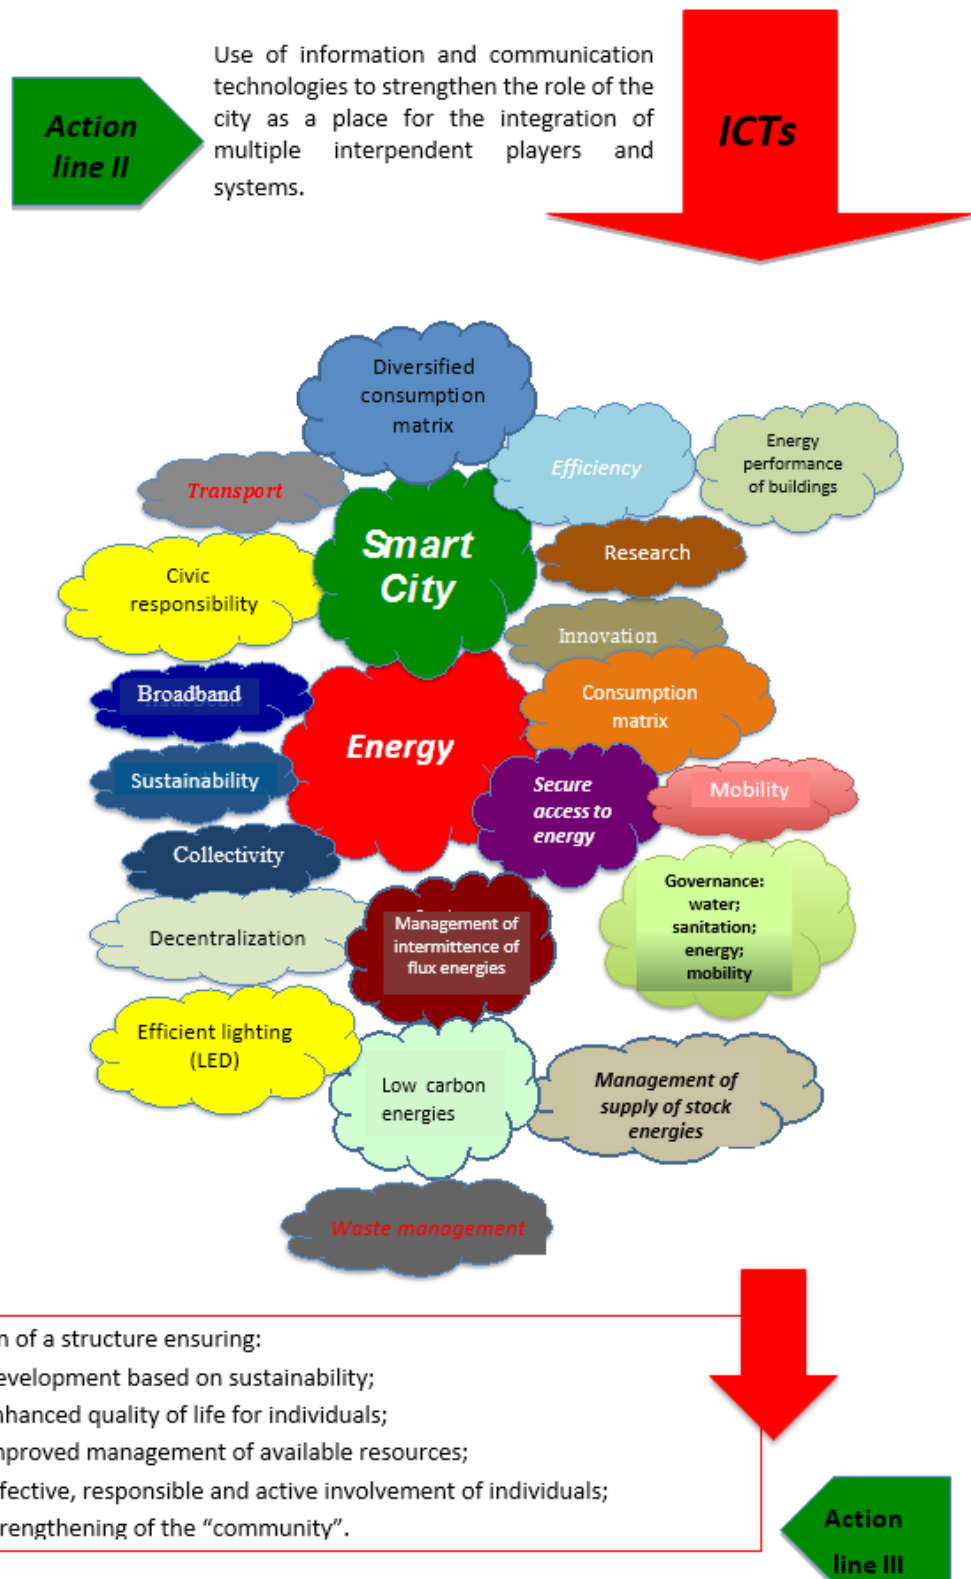 Use of information and communication
technologies to strengthen the role of the
city as a place for the integration of
multiple interpendent players and
systems.
Action
line II
ICTs
Diversified
consumption
matrix
Efficiency
Energy
performance
of buildings
Transport
Smart
City
Research
Civic
responsibility
Innovation
Broadband
Energy
Consumption
matrix
Sustainability
Secure
access to
energy
Mobility
Collectivity
Governance:
water;
sanitation;
energy;
mobility
Decentralization
Management of
intermittence of
flux energies
Efficient lighting
(LED)
Low carbon
energies
Management of
supply of stock
energies
Waste management
of a structure ensuring:
evelopment based on sustainability;
nhanced quality of life for individuals;
mproved management of available resources;
ffective, responsible and active involvement of individuals;
trengthening of the “community”.
Action
line III